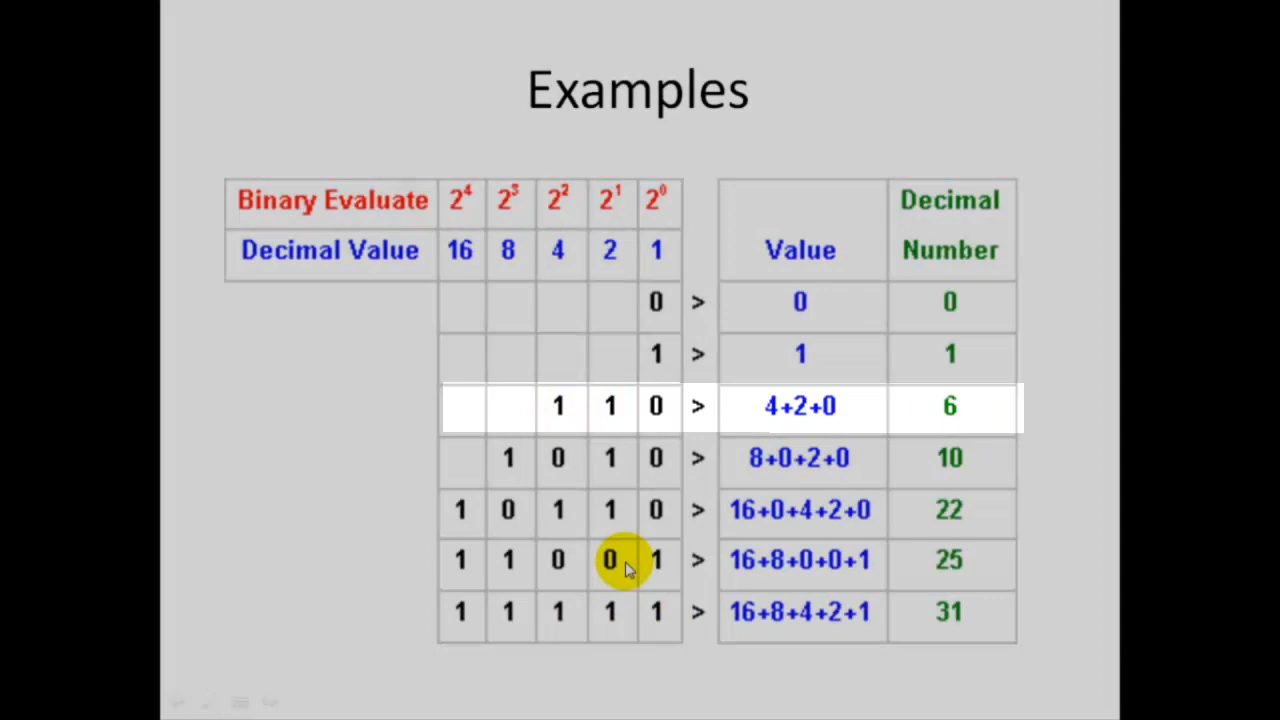 Examples
Binary Evaluate 2⁴ 2³ 2² 2¹ 2⁰ Decimal
Decimal Value 16 8 4 2 1 Value Number
0 > 0 0
1 > 1 1
1 1 0 > 4+2+0 6
1 0 1 0 > 8+0+2+0 10
1 0 1 1 0 > 16+0+4+2+0 22
1 1 0 0 1 > 16+8+0+0+1 25
1 1 1 1 1 > 16+8+4+2+1 31